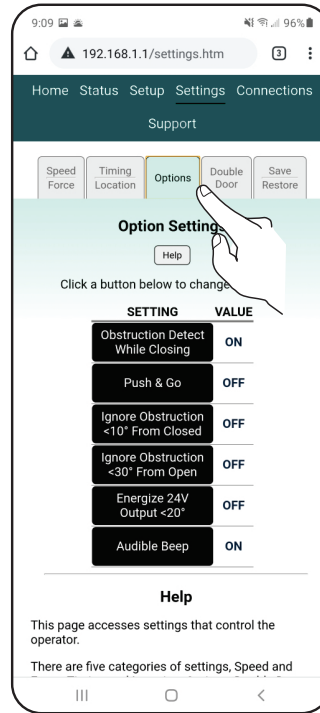 9:09 96%
192.168.1.1/settings.htm 3
Home Status Setup Settings Connections
Support
Speed
Force
Timing
Location
Options
Double
Door
Save
Restore
Option Settings
Help
Click a button below to change
SETTING VALUE
Obstruction Detect
While Closing
ON
Push & Go OFF
Ignore Obstruction
<10° From Closed
OFF
Ignore Obstruction
<30° From Open
OFF
Energize 24V
Output <20°
OFF
Audible Beep ON
Help
This page accesses settings that control the
operator.
There are five categories of settings, Speed and